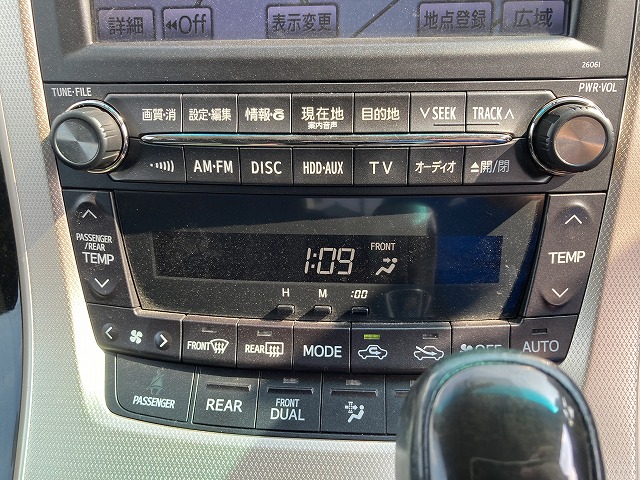 詳細 ◀◀Off 表示変更 地点登録 広域
26061
TUNE・FILE PWR・VOL
画質・消 設定・編集 情報・G 現在地 目的地 ∨SEEK TRACK∧
案内音声
AM・FM DISC HDD・AUX TV オーディオ ▲開/閉
PASSENGER
/REAR
TEMP
1:09 FRONT
TEMP
H M :00
FRONT REAR MODE OFF AUTO
PASSENGER REAR FRONT
DUAL